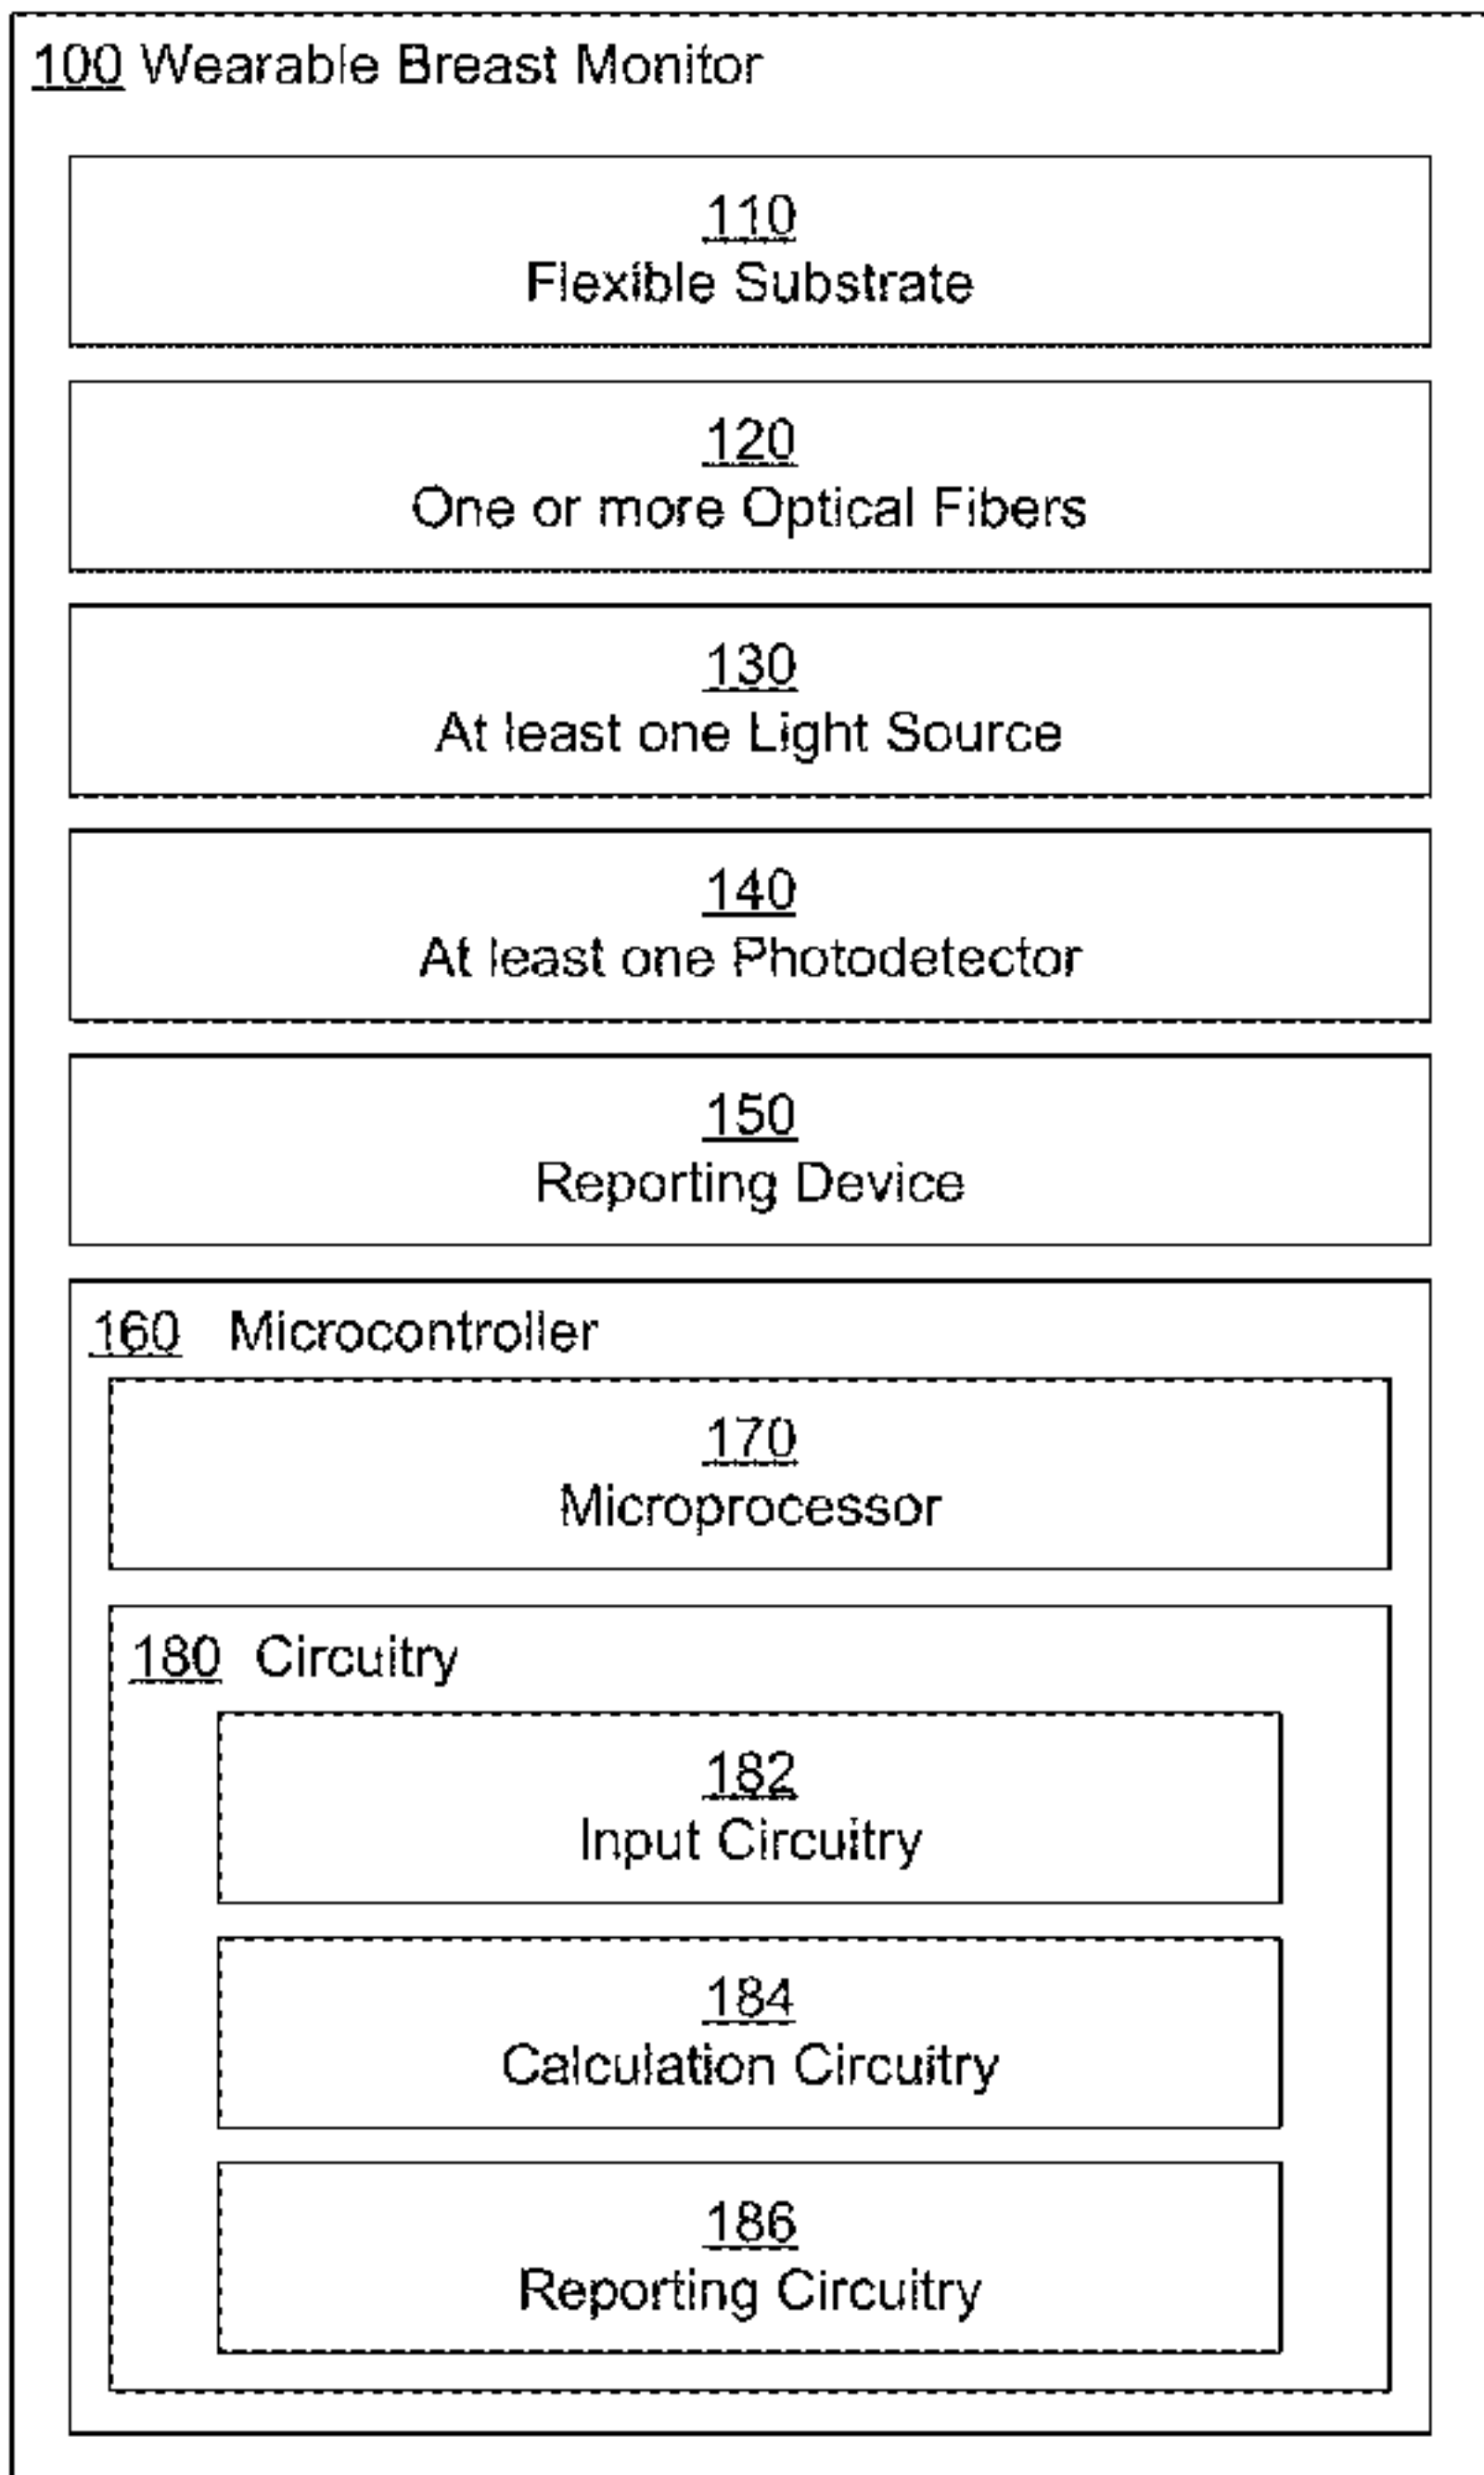 100 Wearable Breast Monitor
110
Flexible Substrate
120
One or more Optical Fibers
130
At least one Light Source
140
At least one Photodetector
150
Reporting Device
160 Microcontroller
170
Microprocessor
180 Circuitry
182
Input Circuitry
184
Calculation Circuitry
186
Reporting Circuitry